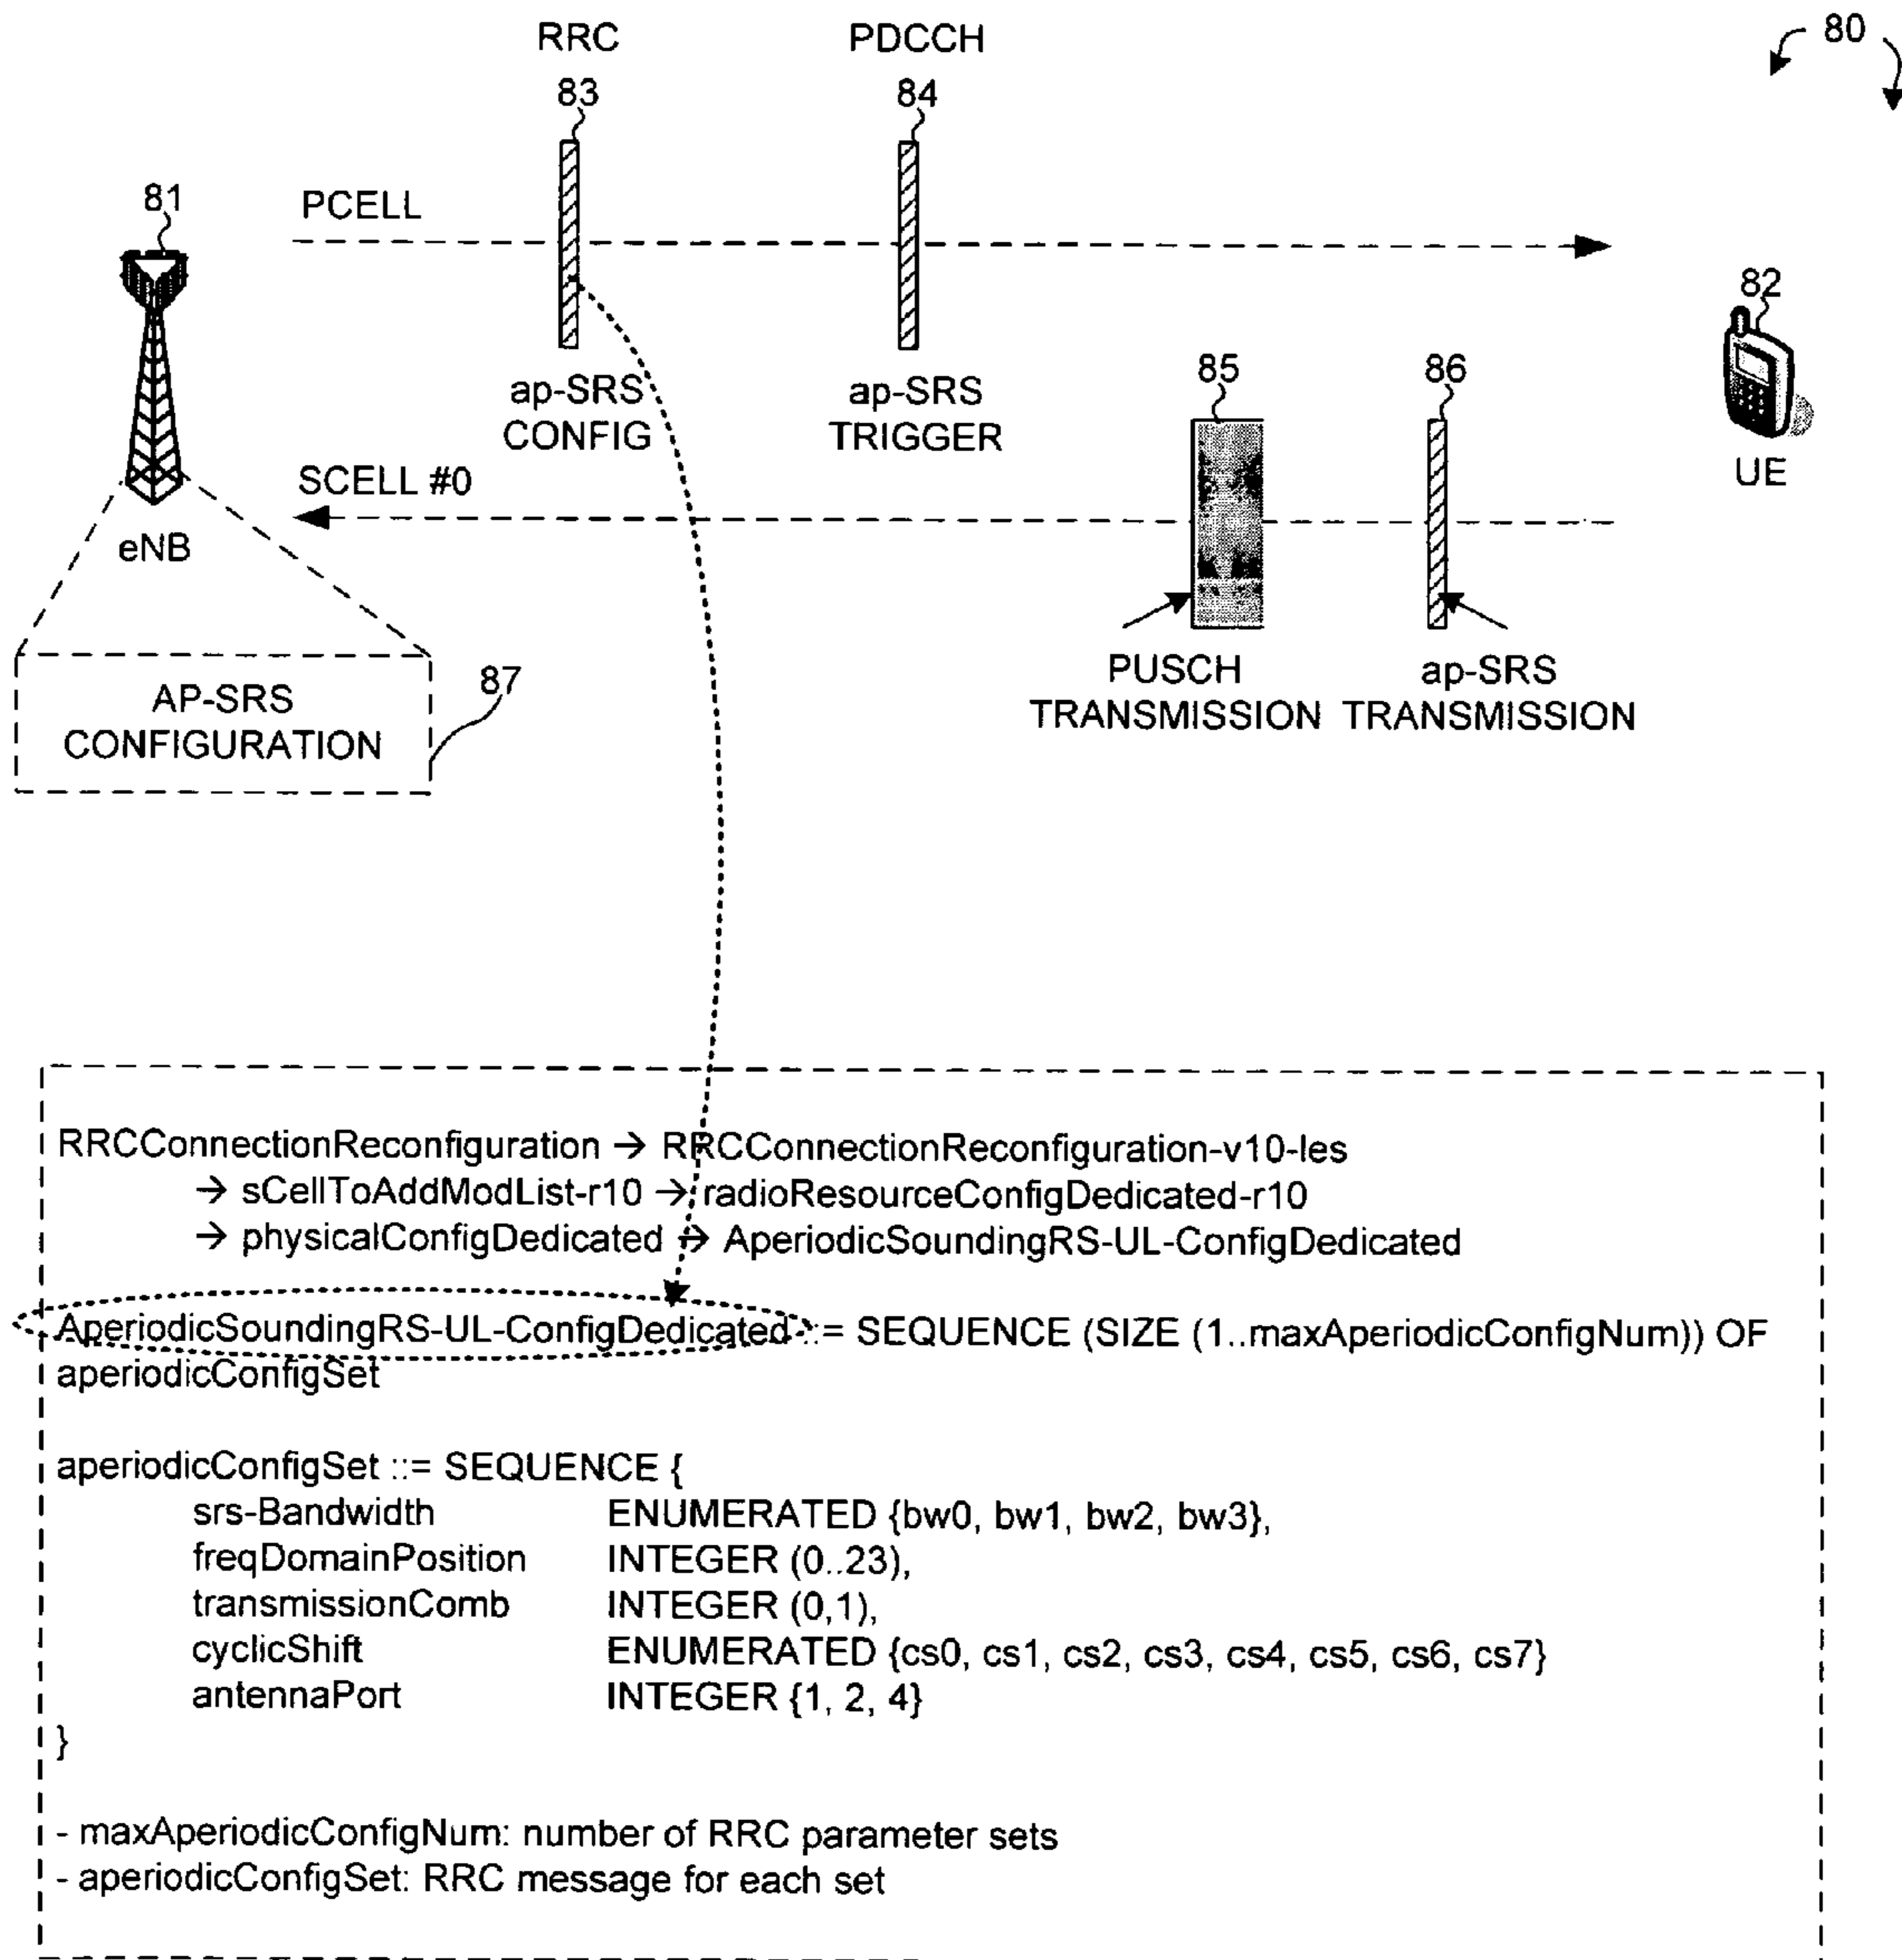 80
RRC
PDCCH
83
84
81
PCELL
82
ap-SRS
CONFIG
ap-SRS
TRIGGER
85
86
UE
SCELL #0
eNB
PUSCH
TRANSMISSION
ap-SRS
TRANSMISSION
AP-SRS
CONFIGURATION
87
RRCConnectionReconfiguration → RRCConnectionReconfiguration-v10-les
→ sCellToAddModList-r10 → radioResourceConfigDedicated-r10
→ physicalConfigDedicated → AperiodicSoundingRS-UL-ConfigDedicated
AperiodicSoundingRS-UL-ConfigDedicated ::= SEQUENCE (SIZE (1..maxAperiodicConfigNum)) OF
aperiodicConfigSet
aperiodicConfigSet ::= SEQUENCE {
srs-Bandwidth ENUMERATED {bw0, bw1, bw2, bw3},
freqDomainPosition INTEGER (0..23),
transmissionComb INTEGER (0,1),
cyclicShift ENUMERATED {cs0, cs1, cs2, cs3, cs4, cs5, cs6, cs7}
antennaPort INTEGER {1, 2, 4}
}
- maxAperiodicConfigNum: number of RRC parameter sets
- aperiodicConfigSet: RRC message for each set